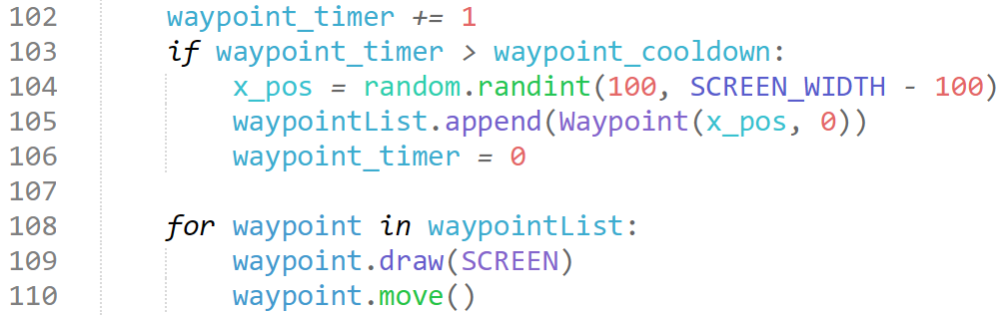 102 waypoint_timer += 1
103 if waypoint_timer > waypoint_cooldown:
104 x_pos = random.randint(100, SCREEN_WIDTH - 100)
105 waypointList.append(Waypoint(x_pos, 0))
106 waypoint_timer = 0
107
108 for waypoint in waypointList:
109 waypoint.draw(SCREEN)
110 waypoint.move()